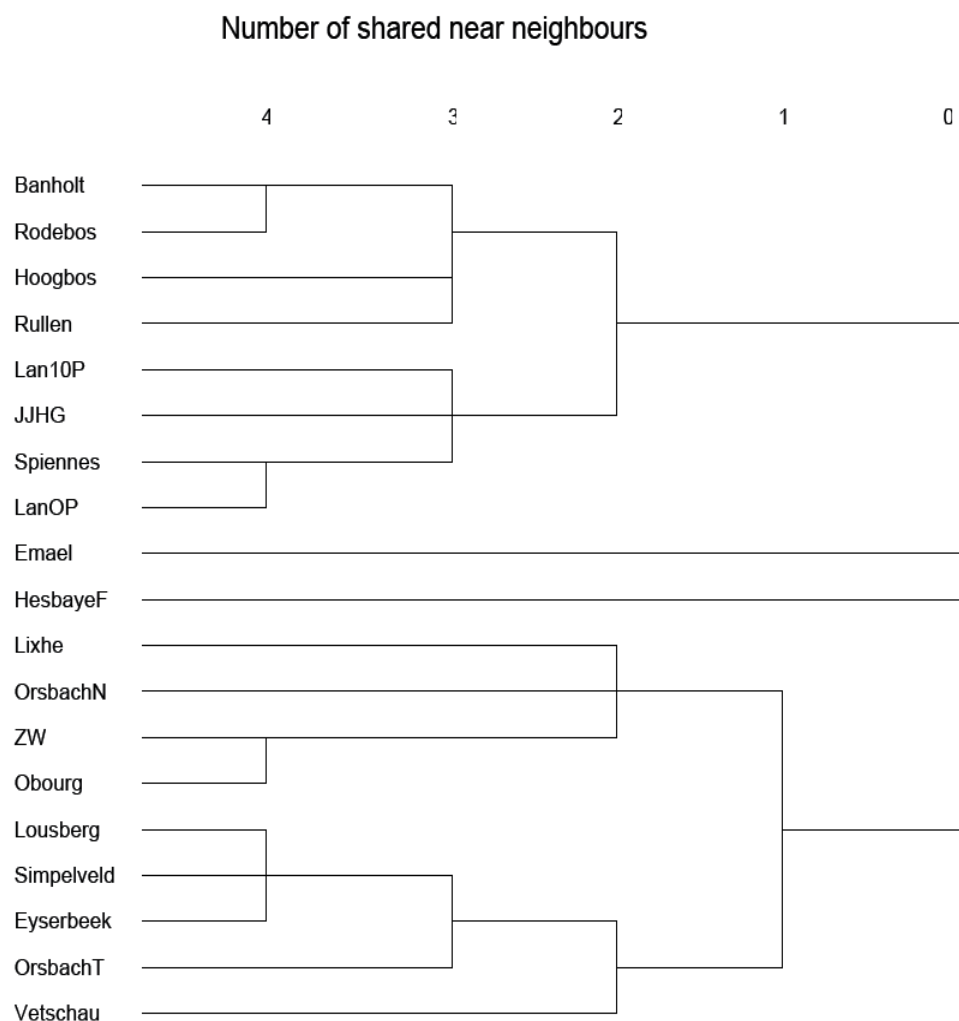 Number of shared near neighbours
4 3 2 1 0
Banholt
Rodebos
Hoogbos
Rullen
Lan10P
JJHG
Spiennes
LanOP
Emael
HesbayeF
Lixhe
OrsbachN
ZW
Obourg
Lousberg
Simpelveld
Eyserbeek
OrsbachT
Vetschau